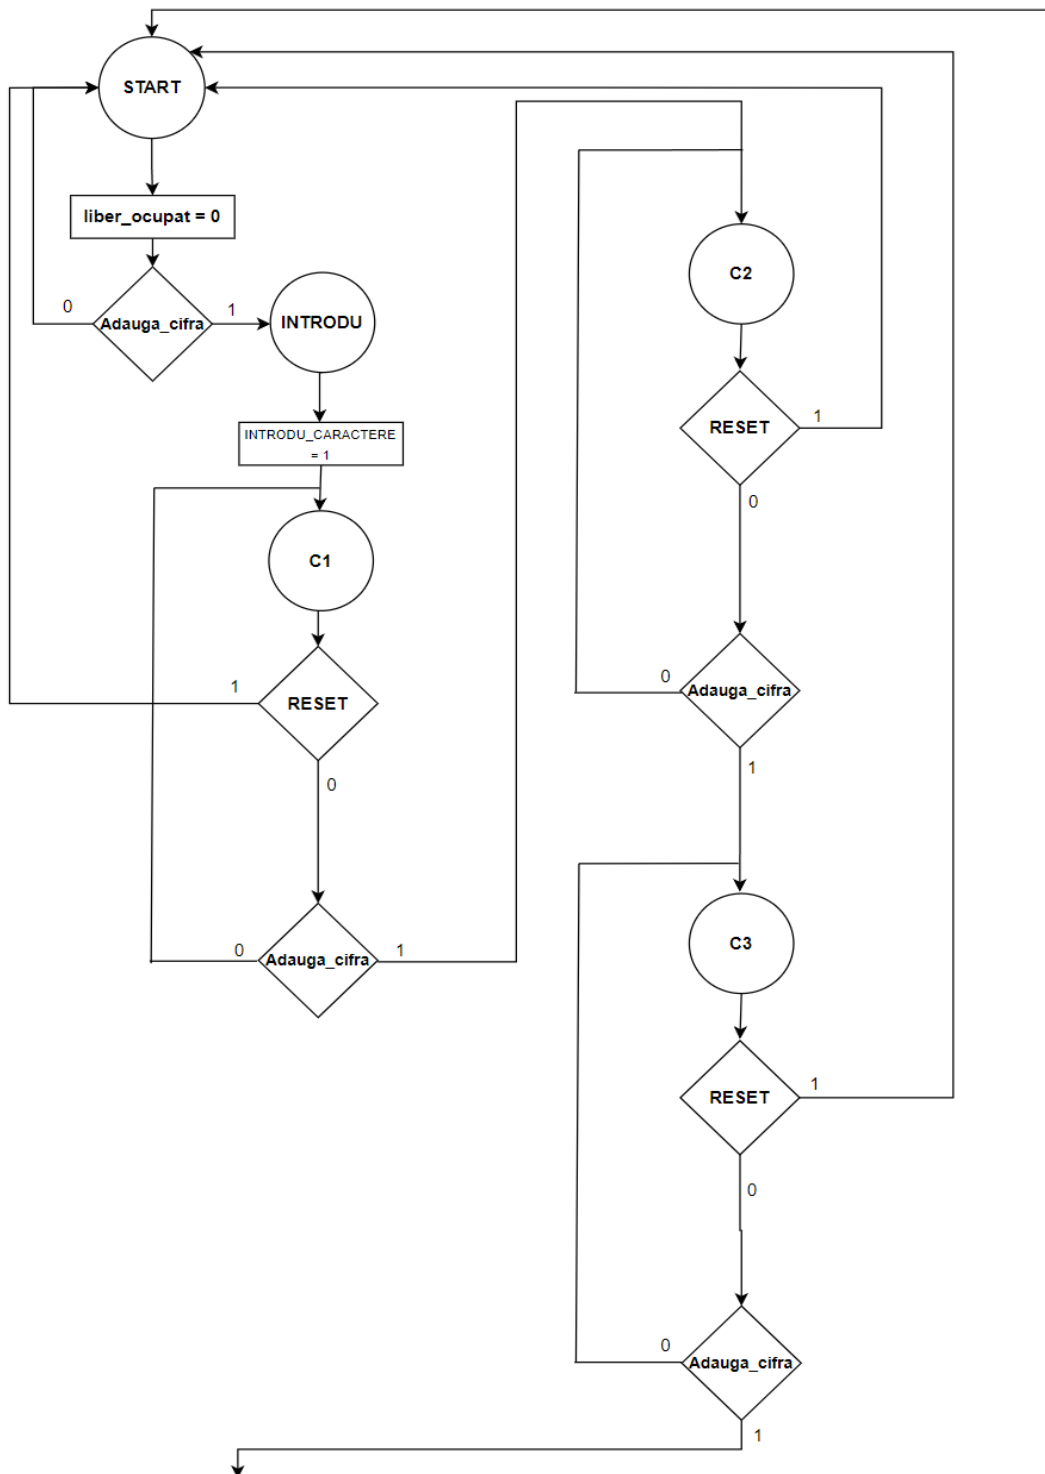 START
liber_ocupat = 0
0
Adauga_cifra
1
INTRODU
INTRODU_CARACTERE
= 1
C1
1
RESET
0
0
Adauga_cifra
1
C2
RESET
1
0
0
Adauga_cifra
1
C3
RESET
1
0
0
Adauga_cifra
1